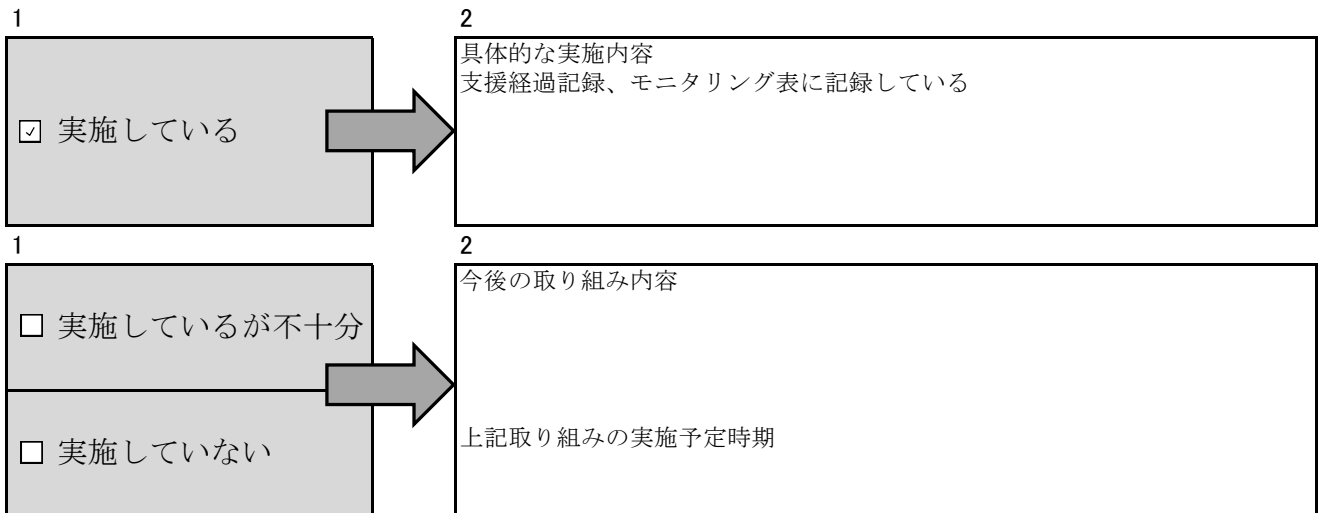 1
2
☑ 実施している
具体的な実施内容
支援経過記録、モニタリング表に記録している
1
2
☐ 実施しているが不十分
☐ 実施していない
今後の取り組み内容
上記取り組みの実施予定時期